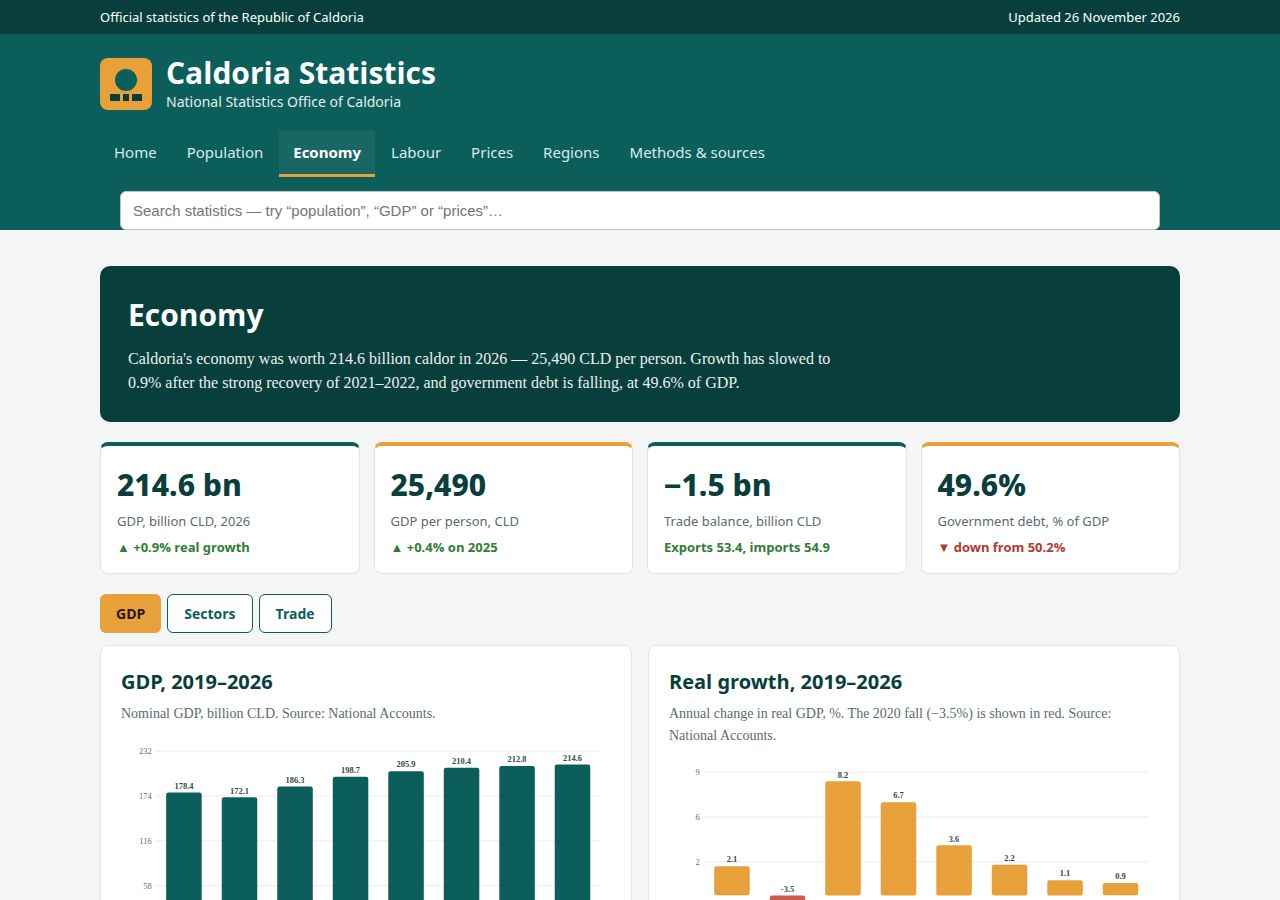 Official statistics of the Republic of Caldoria
Updated 26 November 2026
Caldoria Statistics
National Statistics Office of Caldoria
Home
Population
Economy
Labour
Prices
Regions
Methods & sources
Search statistics — try “population”, “GDP” or “prices”…
Economy
Caldoria's economy was worth 214.6 billion caldor in 2026 — 25,490 CLD per person. Growth has slowed to
0.9% after the strong recovery of 2021–2022, and government debt is falling, at 49.6% of GDP.
214.6 bn
GDP, billion CLD, 2026
▲ +0.9% real growth
25,490
GDP per person, CLD
▲ +0.4% on 2025
−1.5 bn
Trade balance, billion CLD
Exports 53.4, imports 54.9
49.6%
Government debt, % of GDP
▼ down from 50.2%
GDP
Sectors
Trade
GDP, 2019–2026
Nominal GDP, billion CLD. Source: National Accounts.
232
174
116
58
178.4
172.1
186.3
198.7
205.9
210.4
212.8
214.6
Real growth, 2019–2026
Annual change in real GDP, %. The 2020 fall (−3.5%) is shown in red. Source:
National Accounts.
9
6
2
2.1
-3.5
8.2
6.7
3.6
2.2
1.1
0.9